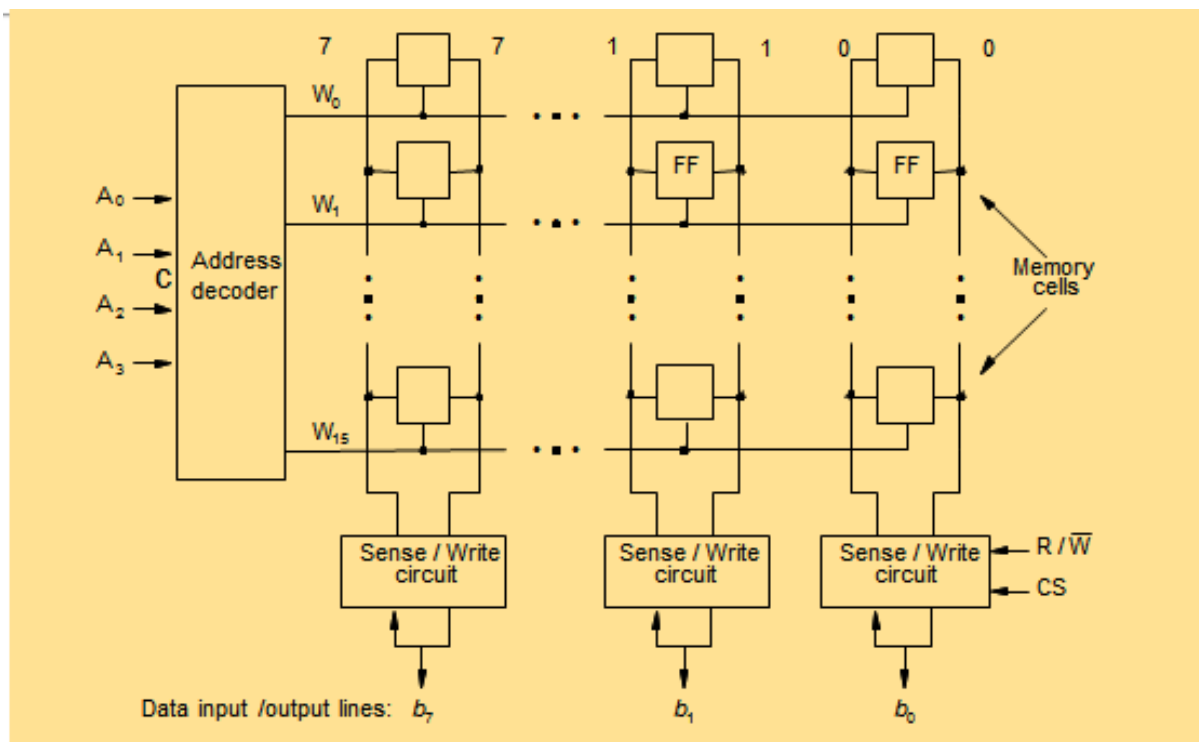 7 7 1 1 0 0
W₀
FF FF
A₀
W₁
A₁
C
Address
decoder
Memory
cells
A₂
A₃
W₁₅
Sense / Write
circuit
Sense / Write
circuit
Sense / Write
circuit
R / W̅
CS
Data input /output lines: b₇ b₁ b₀